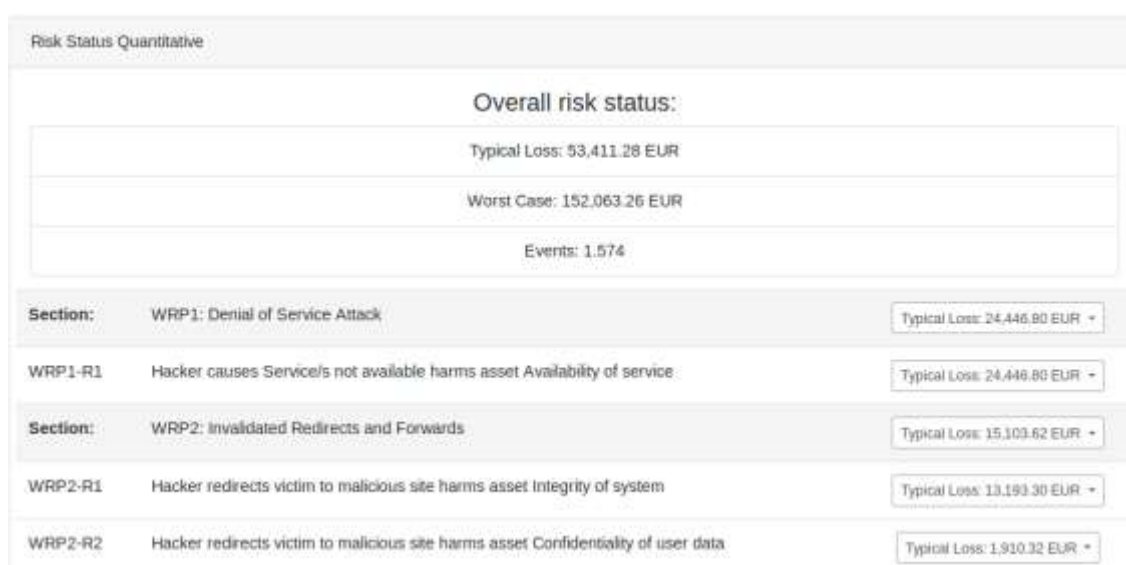 Risk Status Quantitative
Overall risk status:
Typical Loss: 53,411.28 EUR
Worst Case: 152,063.26 EUR
Events: 1.574
Section: WRP1: Denial of Service Attack Typical Loss: 24,446.80 EUR
WRP1-R1 Hacker causes Service/s not available harms asset Availability of service Typical Loss: 24,446.80 EUR
Section: WRP2: Invalidated Redirects and Forwards Typical Loss: 15,103.62 EUR
WRP2-R1 Hacker redirects victim to malicious site harms asset Integrity of system Typical Loss: 13,193.30 EUR
WRP2-R2 Hacker redirects victim to malicious site harms asset Confidentiality of user data Typical Loss: 1,910.32 EUR